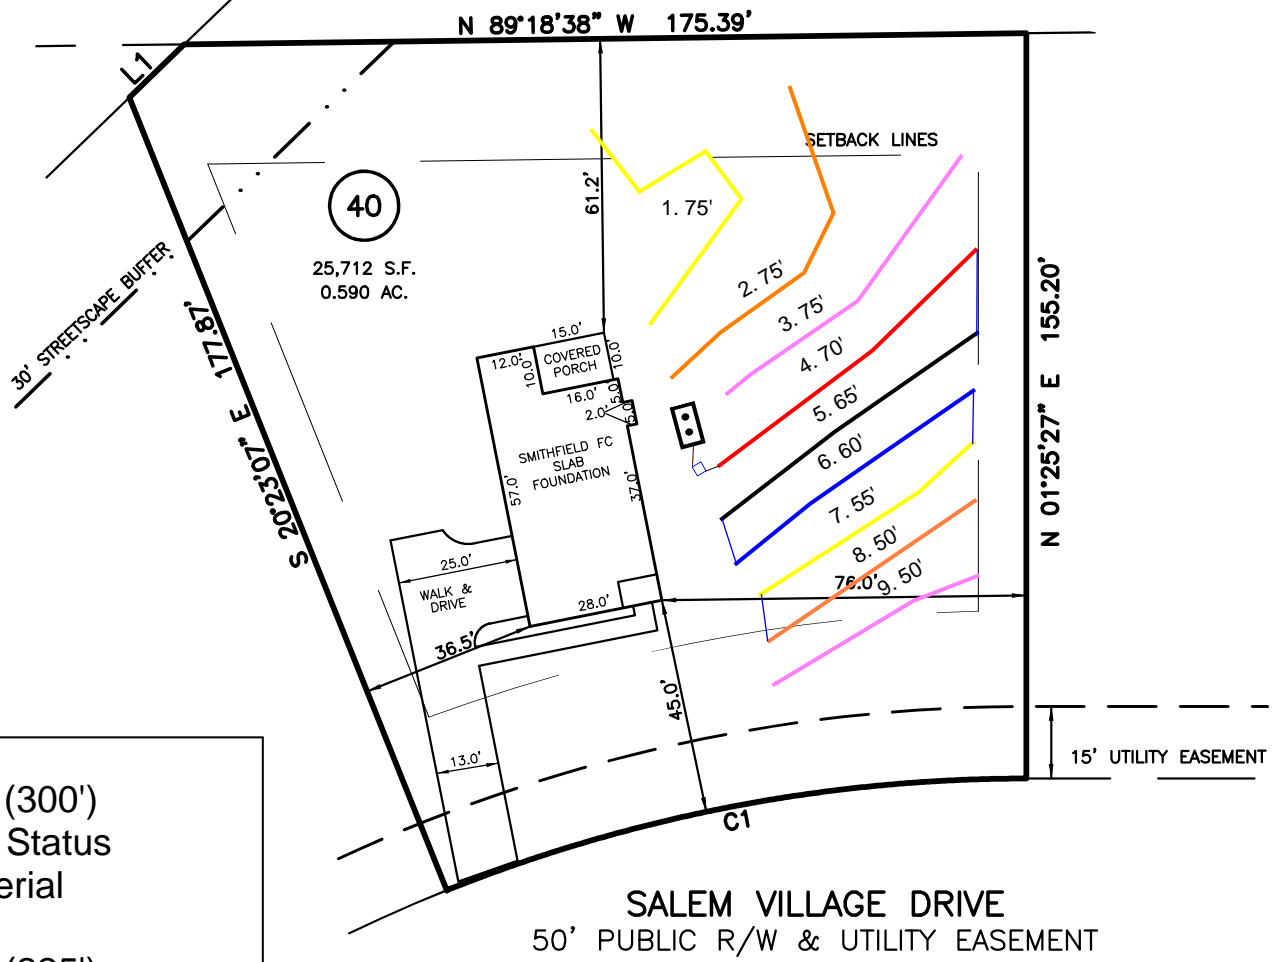 N 89°18'38" W 175.39'
L1
SETBACK LINES
40
61.2'
1. 75'
25,712 S.F.
0.590 AC.
30' STREETSCAPE BUFFER
2. 75'
3. 75'
4. 70'
5. 65'
6. 60'
7. 55'
8. 50'
9. 50'
S 20°23'07" E 177.87'
N 01°25'27" E 155.20'
15.0'
12.0'
10.0'
COVERED
PORCH
10.0'
16.0'
5.0'
2.0'
5.0'
SMITHFIELD FC
SLAB
FOUNDATION
57.0'
37.0'
25.0'
WALK &
DRIVE
28.0'
76.0'
36.5'
45.0'
13.0'
15' UTILITY EASEMENT
C1
(300')
Status
erial
SALEM VILLAGE DRIVE
50' PUBLIC R/W & UTILITY EASEMENT